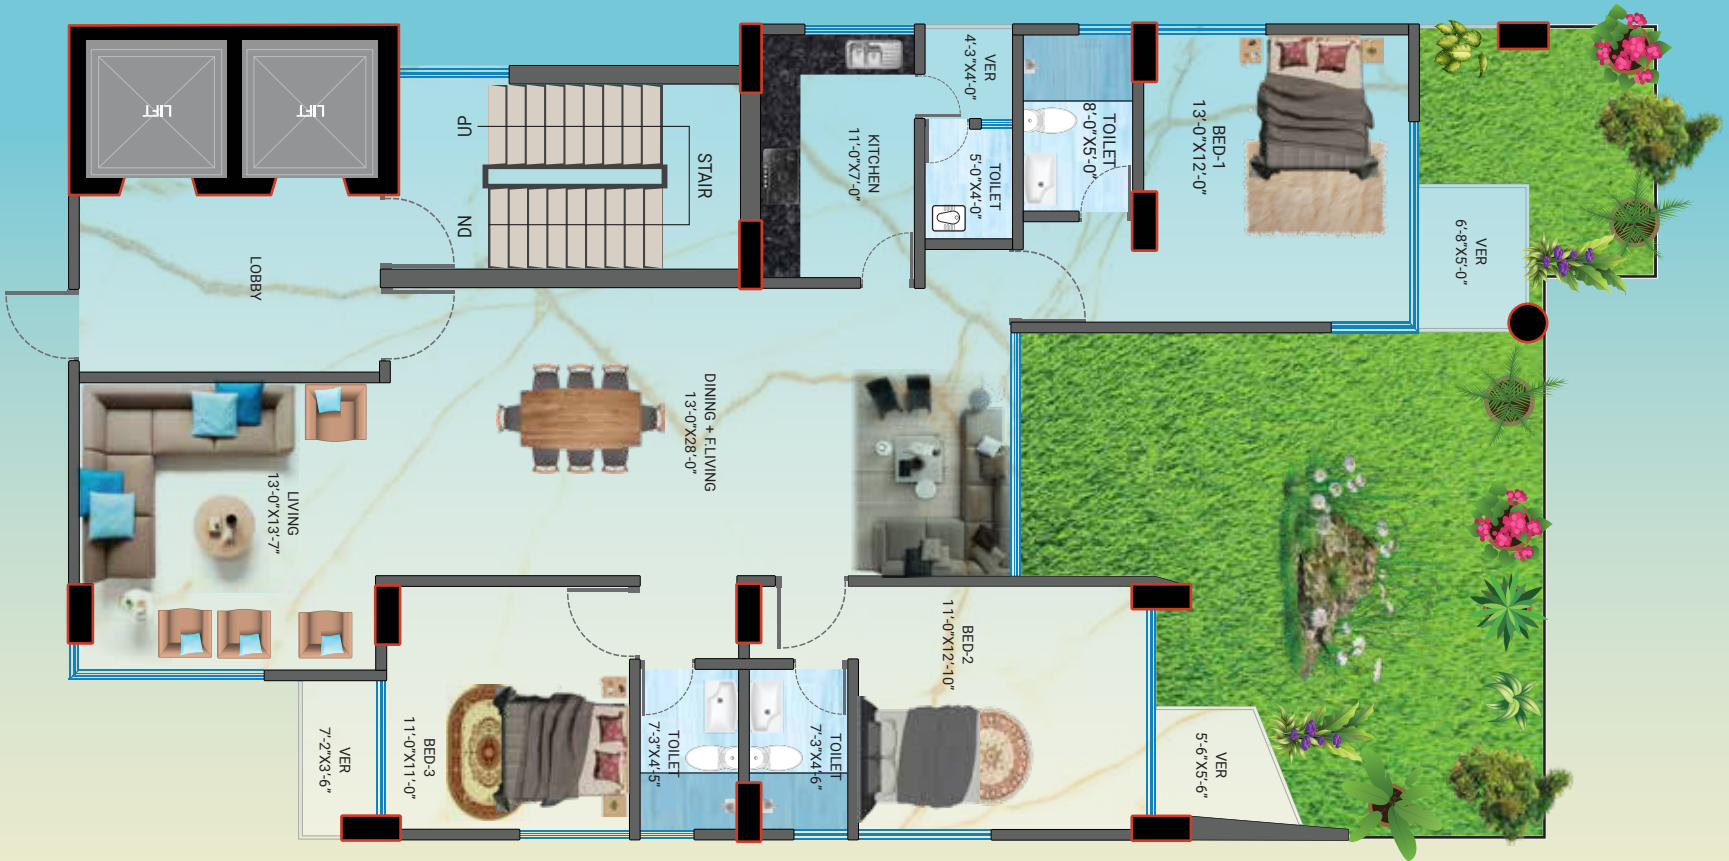 LIFT
LIFT
UP
DN
STAIR
LOBBY
KITCHEN
11'-0"X7'-0"
VER
4'-3"X4'-0"
TOILET
5'-0"X4'-0"
TOILET
8'-0"X5'-0"
BED-1
13'-0"X12'-0"
VER
6'-8"X5'-0"
DINING + F.LIVING
13'-0"X28'-0"
LIVING
13'-0"X13'-7"
BED-2
11'-0"X12'-10"
VER
7'-2"X3'-6"
BED-3
11'-0"X11'-0"
TOILET
7'-3"X4'-5"
TOILET
7'-3"X4'-6"
VER
5'-6"X5'-6"